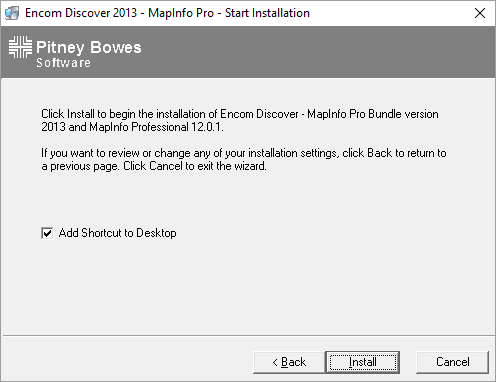 Encom Discover 2013 - MapInfo Pro - Start Installation
Pitney Bowes
Software
Click Install to begin the installation of Encom Discover - MapInfo Pro Bundle version
2013 and MapInfo Professional 12.0.1.
If you want to review or change any of your installation settings, click Back to return to
a previous page. Click Cancel to exit the wizard.
Add Shortcut to Desktop
< Back
Install
Cancel